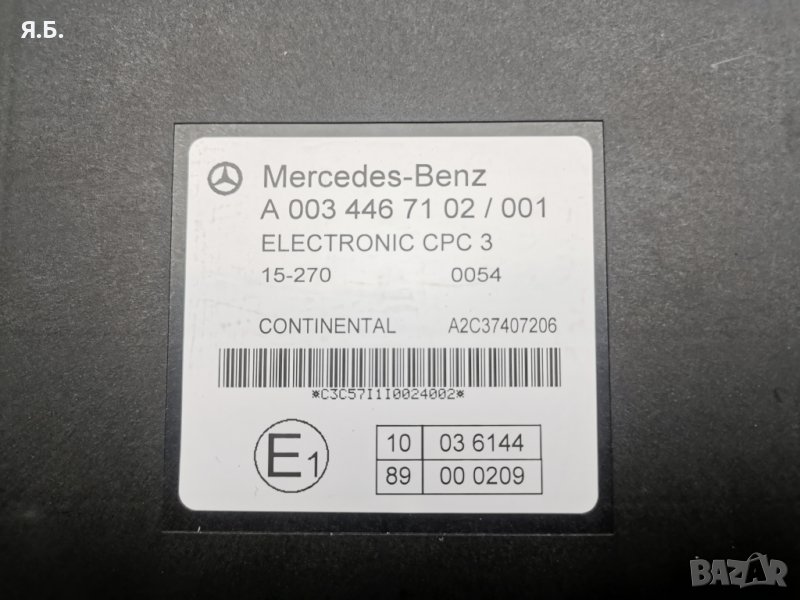 Я.Б.
Mercedes-Benz
A 003 446 71 02 / 001
ELECTRONIC CPC 3
15-270 0054
CONTINENTAL A2C37407206
*C3C57I1I0024002*
E1
10 03 6144
89 00 0209
BAZAR